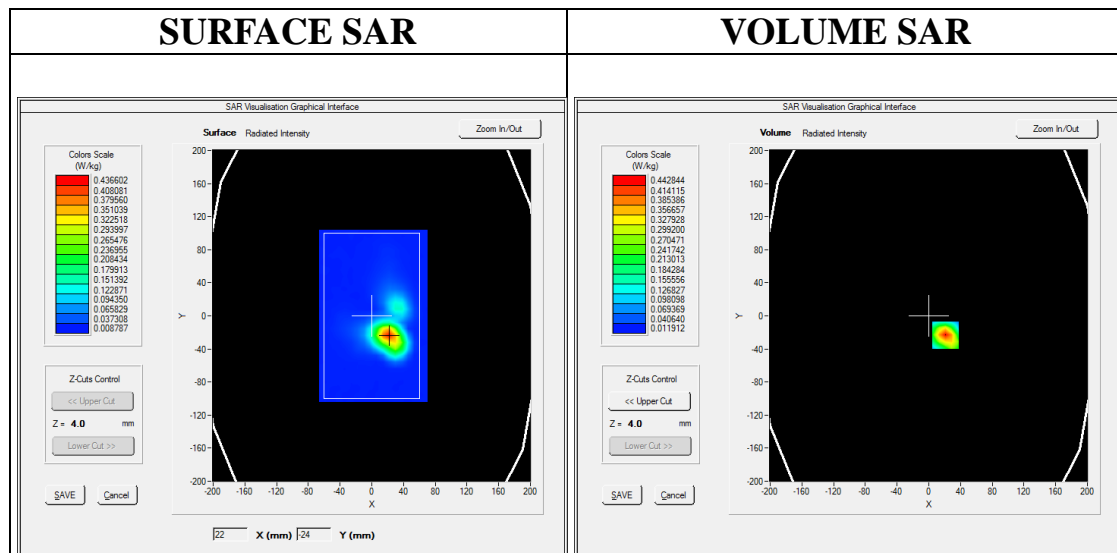 SURFACE SAR
VOLUME SAR
SAR Visualisation Graphical Interface
Surface Radiated Intensity
Zoom In/Out
Colors Scale
(W/kg)
0.436602
0.408081
0.379560
0.351039
0.322518
0.293997
0.265476
0.236955
0.208434
0.179913
0.151392
0.122871
0.094350
0.065829
0.037308
0.008787
Z-Cuts Control
<< Upper Cut
Z = 4.0 mm
Lower Cut >>
SAVE Cancel
200
160
120
80
40
0
-40
-80
-120
-160
-200
Y
-200 -160 -120 -80 -40 0 40 80 120 160 200
X
22 X (mm) -24 Y (mm)
SAR Visualisation Graphical Interface
Volume Radiated Intensity
Zoom In/Out
Colors Scale
(W/kg)
0.442844
0.414115
0.385386
0.356657
0.327928
0.299200
0.270471
0.241742
0.213013
0.184284
0.155556
0.126827
0.098098
0.069369
0.040640
0.011912
Z-Cuts Control
<< Upper Cut
Z = 4.0 mm
Lower Cut >>
SAVE Cancel
200
160
120
80
40
0
-40
-80
-120
-160
-200
Y
-200 -160 -120 -80 -40 0 40 80 120 160 200
X